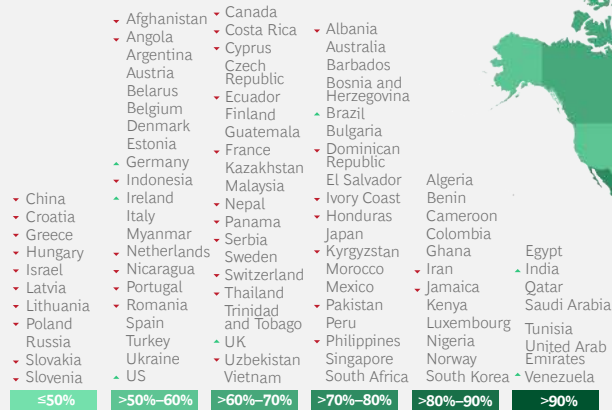 China
Croatia
Greece
Hungary
Israel
Latvia
Lithuania
Poland
Russia
Slovakia
Slovenia
≤50%
Afghanistan
Angola
Argentina
Austria
Belarus
Belgium
Denmark
Estonia
Germany
Indonesia
Ireland
Italy
Myanmar
Netherlands
Nicaragua
Portugal
Romania
Spain
Turkey
Ukraine
US
>50%–60%
Canada
Costa Rica
Cyprus
Czech
Republic
Ecuador
Finland
Guatemala
France
Kazakhstan
Malaysia
Nepal
Panama
Serbia
Sweden
Switzerland
Thailand
Trinidad
and Tobago
UK
Uzbekistan
Vietnam
>60%–70%
Albania
Australia
Barbados
Bosnia and
Herzegovina
Brazil
Bulgaria
Dominican
Republic
El Salvador
Ivory Coast
Honduras
Japan
Kyrgyzstan
Morocco
Mexico
Pakistan
Peru
Philippines
Singapore
South Africa
>70%–80%
Algeria
Benin
Cameroon
Colombia
Ghana
Iran
Jamaica
Kenya
Luxembourg
Nigeria
Norway
South Korea
>80%–90%
Egypt
India
Qatar
Saudi Arabia
Tunisia
United Arab
Emirates
Venezuela
>90%